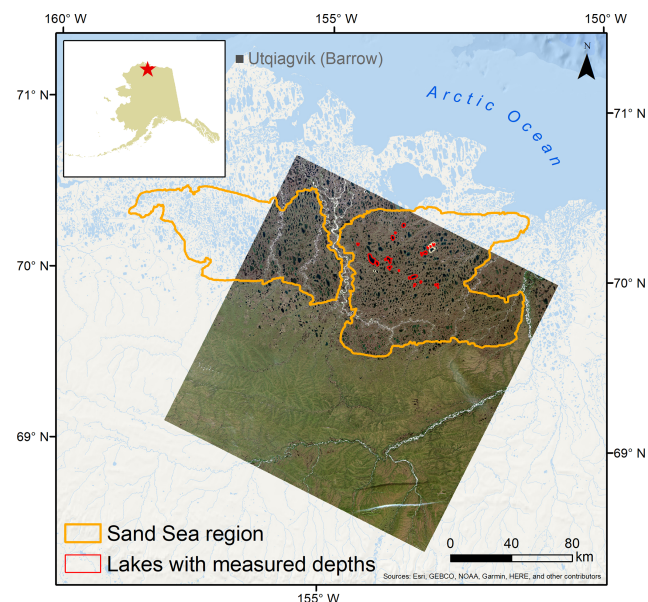 160° W
155° W
150° W
Utqiagvik (Barrow)
N
71° N
71° N
Arctic Ocean
70° N
70° N
69° N
69° N
Sand Sea region
Lakes with measured depths
0 40 80
km
Sources: Esri, GEBCO, NOAA, Garmin, HERE, and other contributors
155° W